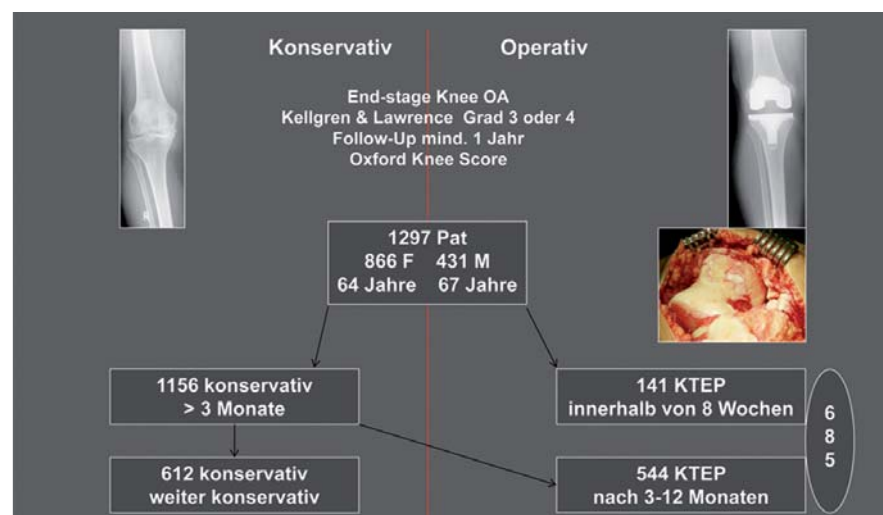 Konservativ
Operativ
End-stage Knee OA
Kellgren & Lawrence Grad 3 oder 4
Follow-Up mind. 1 Jahr
Oxford Knee Score
1297 Pat
866 F 431 M
64 Jahre 67 Jahre
1156 konservativ
> 3 Monate
141 KTEP
innerhalb von 8 Wochen
612 konservativ
weiter konservativ
544 KTEP
nach 3-12 Monaten
6
8
5